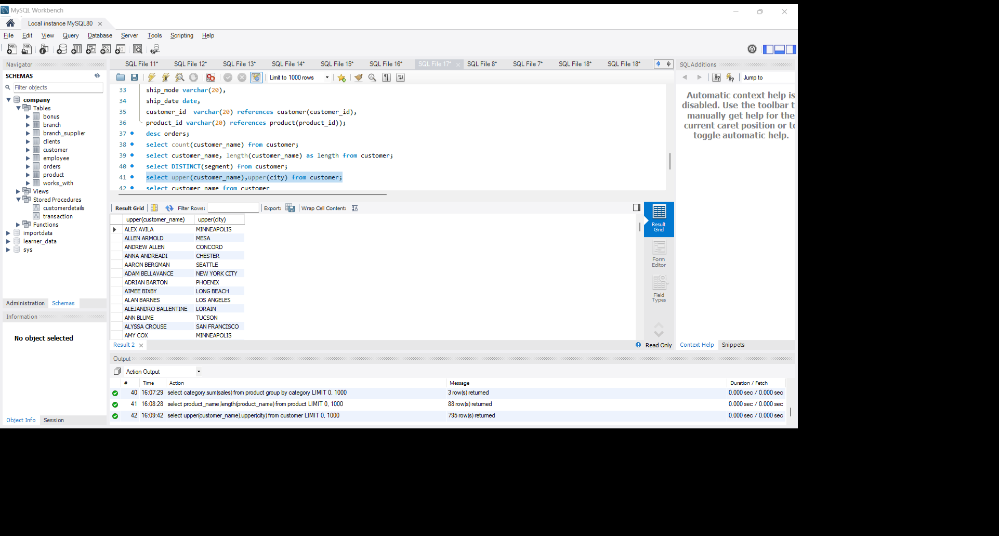 MySQL Workbench
Local instance MySQL80
File Edit View Query Database Server Tools Scripting Help
Navigator
SCHEMAS
Filter objects
company
Tables
bonus
branch
branch_supplier
clients
customer
employee
orders
product
works_with
Views
Stored Procedures
customerdetails
transaction
Functions
importdata
learner_data
sys
Administration Schemas
Information
No object selected
Object Info Session
SQL File 11* SQL File 12* SQL File 13* SQL File 14* SQL File 15* SQL File 16* SQL File 17* SQL File 8* SQL File 7* SQL File 18* SQL File 18*
Limit to 1000 rows
33 ship_mode varchar(20),
34 ship_date date,
35 customer_id  varchar(20) references customer(customer_id),
36 product_id varchar(20) references product(product_id));
37 desc orders;
38 select count(customer_name) from customer;
39 select customer_name, length(customer_name) as length from customer;
40 select DISTINCT(segment) from customer;
41 select upper(customer_name),upper(city) from customer;
42 select customer_name from customer
Result Grid Filter Rows: Export: Wrap Cell Content:
upper(customer_name) upper(city)
ALEX AVILA MINNEAPOLIS
ALLEN ARMOLD MESA
ANDREW ALLEN CONCORD
ANNA ANDREADI CHESTER
AARON BERGMAN SEATTLE
ADAM BELLAVANCE NEW YORK CITY
ADRIAN BARTON PHOENIX
AIMEE BIXBY LONG BEACH
ALAN BARNES LOS ANGELES
ALEJANDRO BALLENTINE LORAIN
ANN BLUME TUCSON
ALYSSA CROUSE SAN FRANCISCO
AMY COX MINNEAPOLIS
Result Grid
Form Editor
Field Types
Result 2
Read Only
SQLAdditions
Jump to
Automatic context help is
disabled. Use the toolbar t
manually get help for the
current caret position or to
toggle automatic help.
Context Help Snippets
Output
Action Output
# Time Action Message Duration / Fetch
40 16:07:29 select category,sum(sales) from product group by category LIMIT 0, 1000 3 row(s) returned 0.000 sec / 0.000 sec
41 16:08:28 select product_name,length(product_name) from product LIMIT 0, 1000 88 row(s) returned 0.000 sec / 0.000 sec
42 16:09:42 select upper(customer_name),upper(city) from customer LIMIT 0, 1000 795 row(s) returned 0.000 sec / 0.000 sec